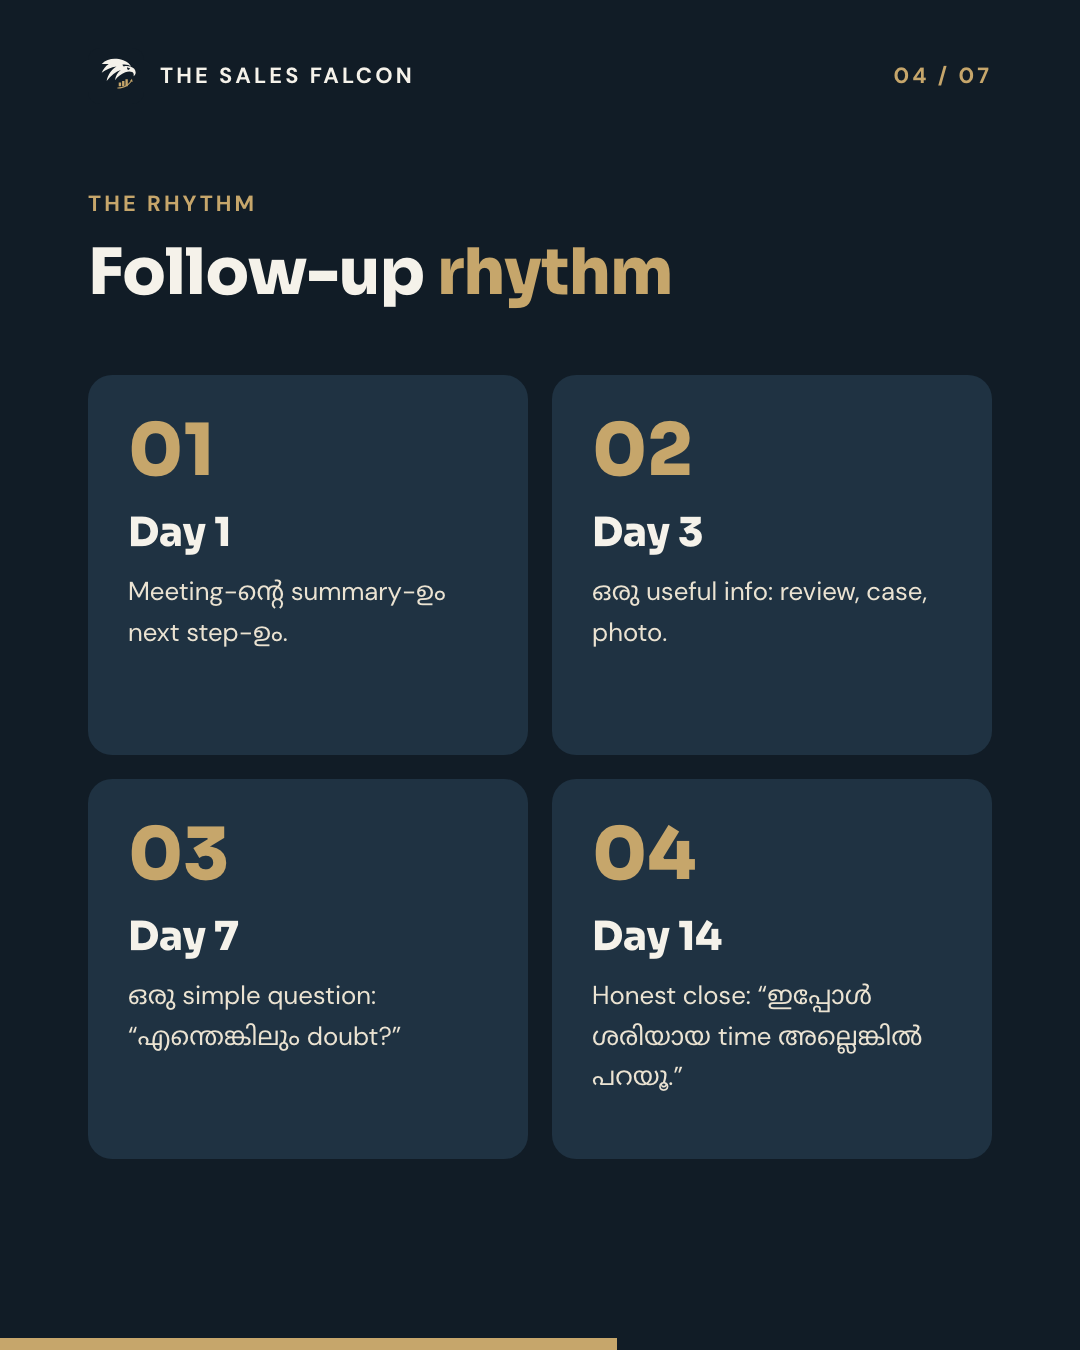 THE SALES FALCON
04 / 07
THE RHYTHM
Follow-up rhythm
01
Day 1
Meeting-ന്റെ summary-ഉം
next step-ഉം.
02
Day 3
ഒരു useful info: review, case,
photo.
03
Day 7
ഒരു simple question:
“എന്തെങ്കിലും doubt?”
04
Day 14
Honest close: “ഇപ്പോൾ
ശരിയായ time അല്ലെങ്കിൽ
പറയൂ.”